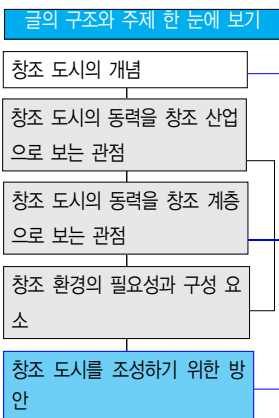 글의 구조와 주제 한 눈에 보기
창조 도시의 개념
창조 도시의 동력을 창조 산업
으로 보는 관점
창조 도시의 동력을 창조 계층
으로 보는 관점
창조 환경의 필요성과 구성 요
소
창조 도시를 조성하기 위한 방
안